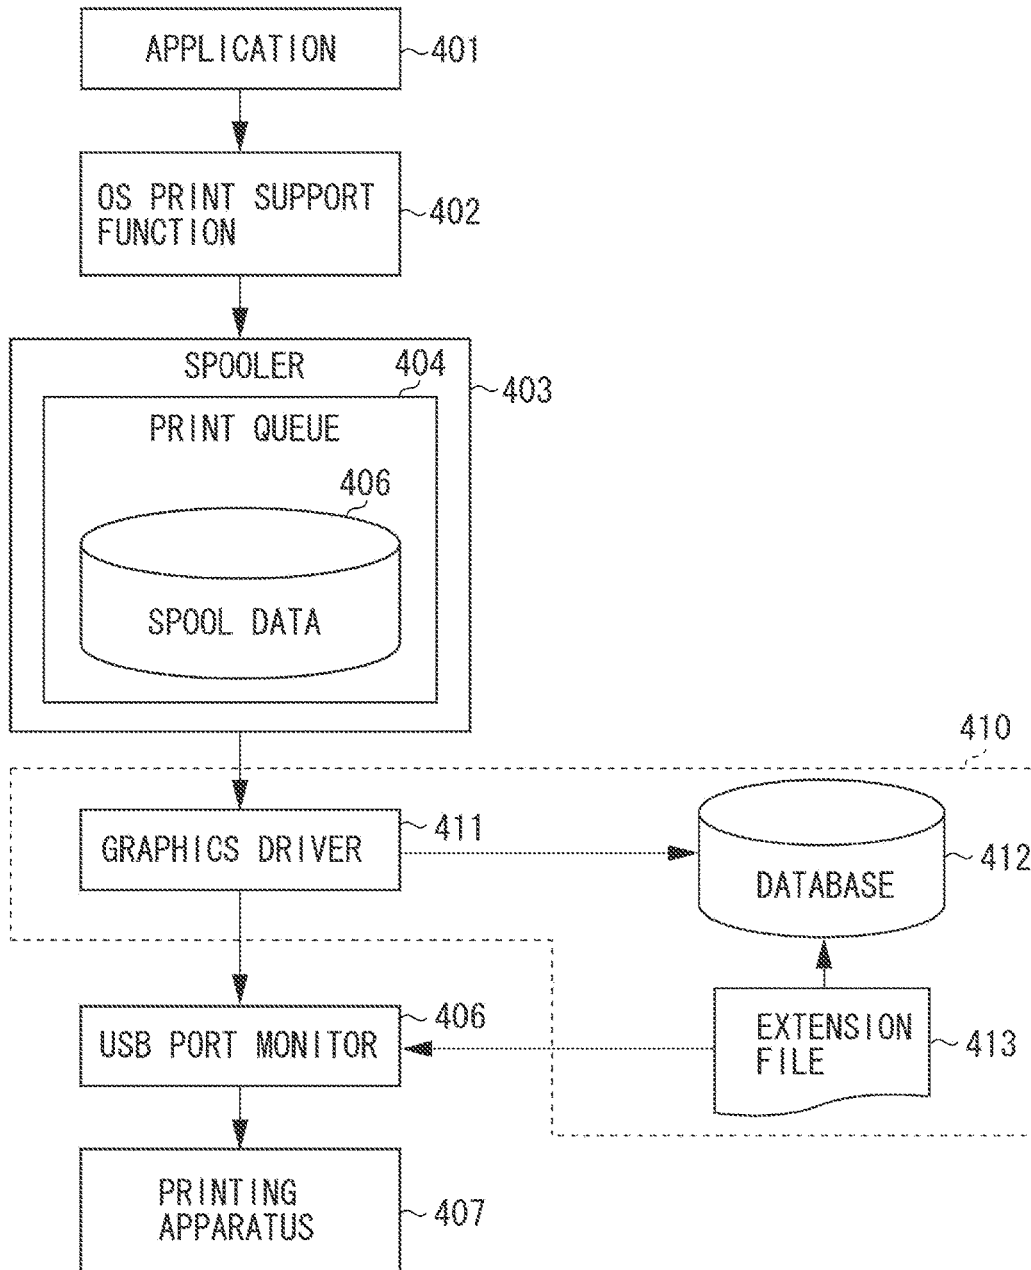 APPLICATION
401
OS PRINT SUPPORT
FUNCTION
402
SPOOLER
404
403
PRINT QUEUE
406
SPOOL DATA
410
GRAPHICS DRIVER
411
DATABASE
412
USB PORT MONITOR
406
EXTENSION
FILE
413
PRINTING
APPARATUS
407